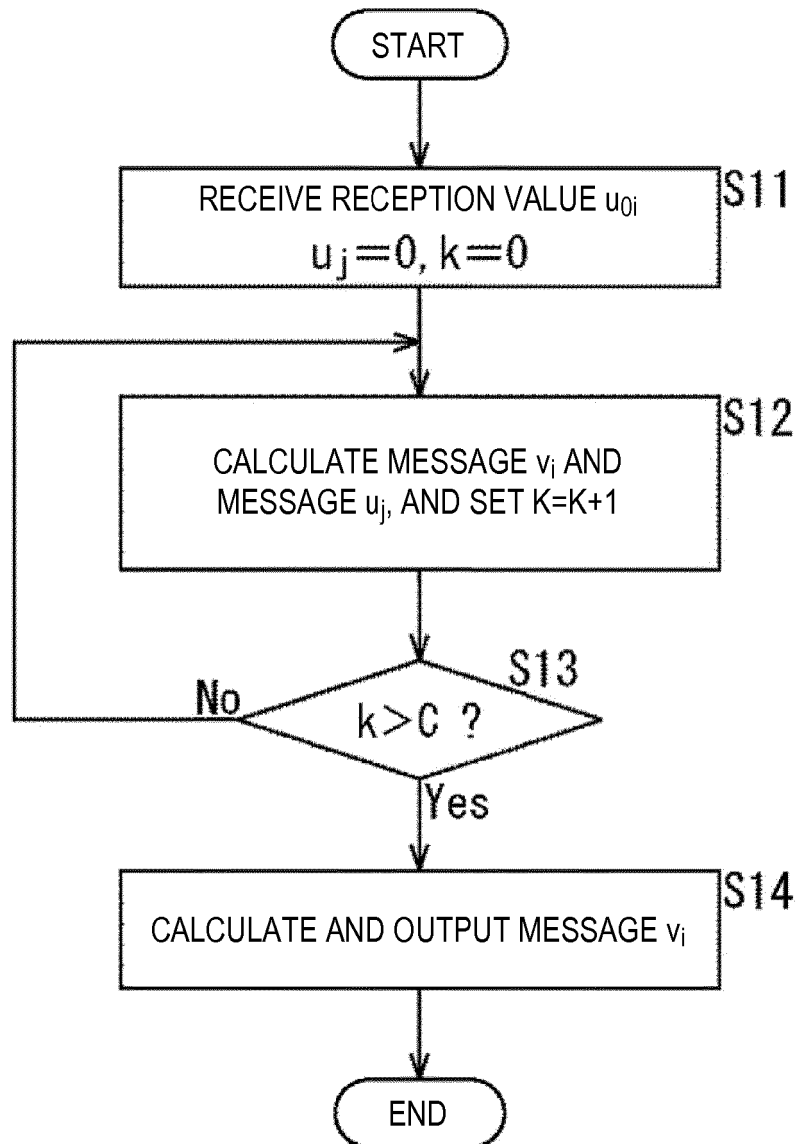 START
S11
RECEIVE RECEPTION VALUE u0i
uj=0, k=0
S12
CALCULATE MESSAGE vi AND
MESSAGE uj, AND SET K=K+1
S13
No
k>C ?
Yes
S14
CALCULATE AND OUTPUT MESSAGE vi
END